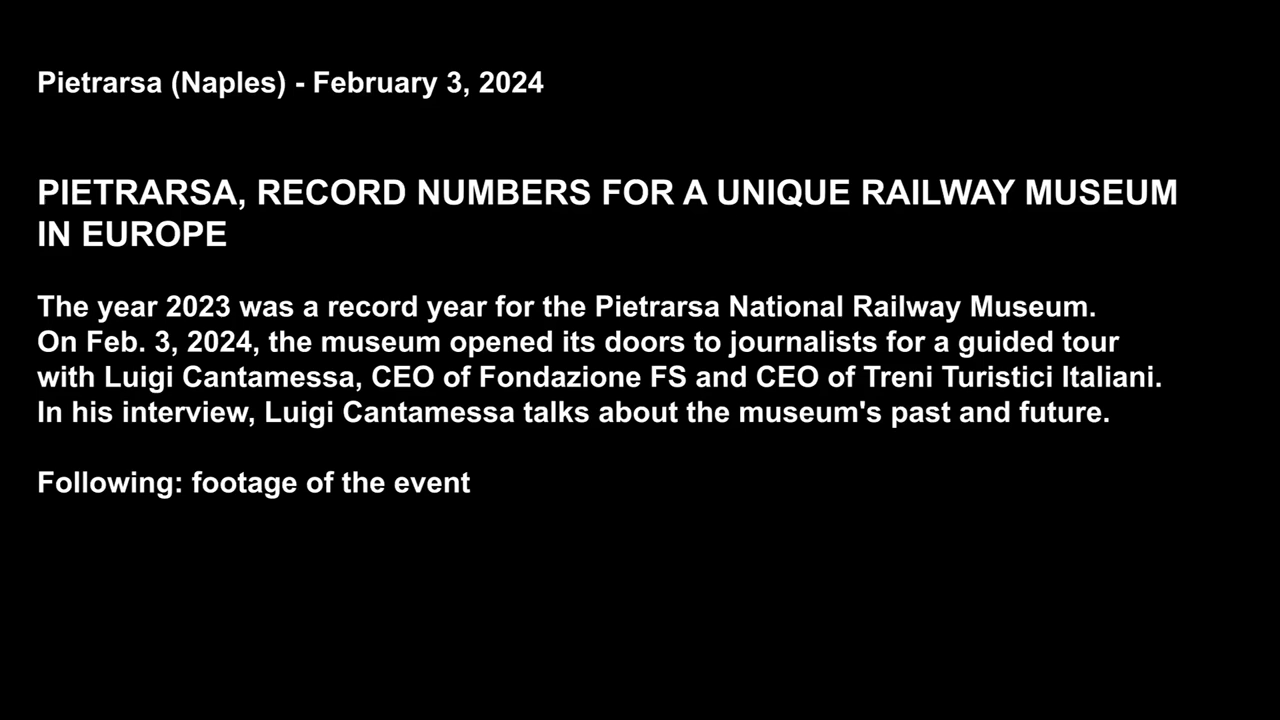 Pietrarsa (Naples) - February 3, 2024
PIETRARSA, RECORD NUMBERS FOR A UNIQUE RAILWAY MUSEUM
IN EUROPE
The year 2023 was a record year for the Pietrarsa National Railway Museum.
On Feb. 3, 2024, the museum opened its doors to journalists for a guided tour
with Luigi Cantamessa, CEO of Fondazione FS and CEO of Treni Turistici Italiani.
In his interview, Luigi Cantamessa talks about the museum's past and future.
Following: footage of the event